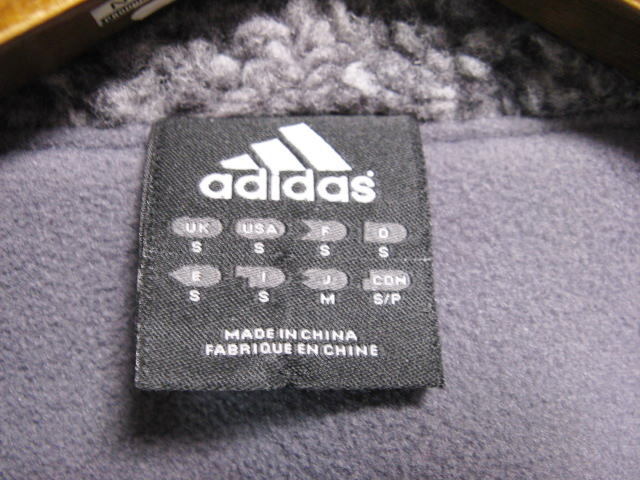 adidas
UK USA F D
S S S S
E I J CDN
S S M S/P
MADE IN CHINA
FABRIQUE EN CHINE